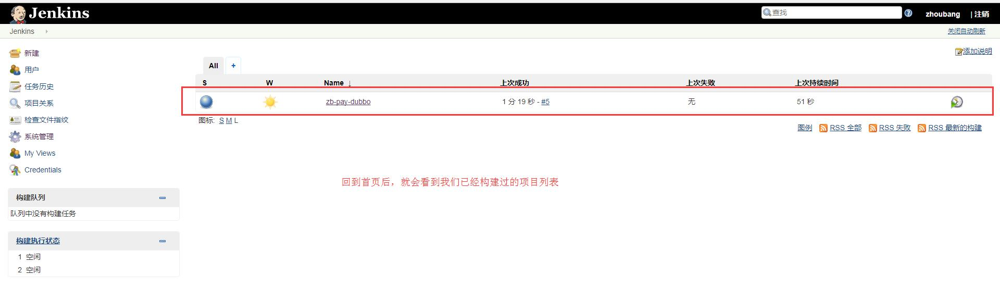 Jenkins
查找
zhoubang
| 注销
Jenkins
关闭自动刷新
新建
用户
任务历史
项目关系
检查文件指纹
系统管理
My Views
Credentials
构建队列
队列中没有构建任务
构建执行状态
1 空闲
2 空闲
添加说明
All +
S W Name ↓ 上次成功 上次失败 上次持续时间
zb-pay-dubbo 1 分 19 秒 - #5 无 51 秒
图标: S M L
图例 RSS 全部 RSS 失败 RSS 最新的构建
回到首页后，就会看到我们已经构建过的项目列表